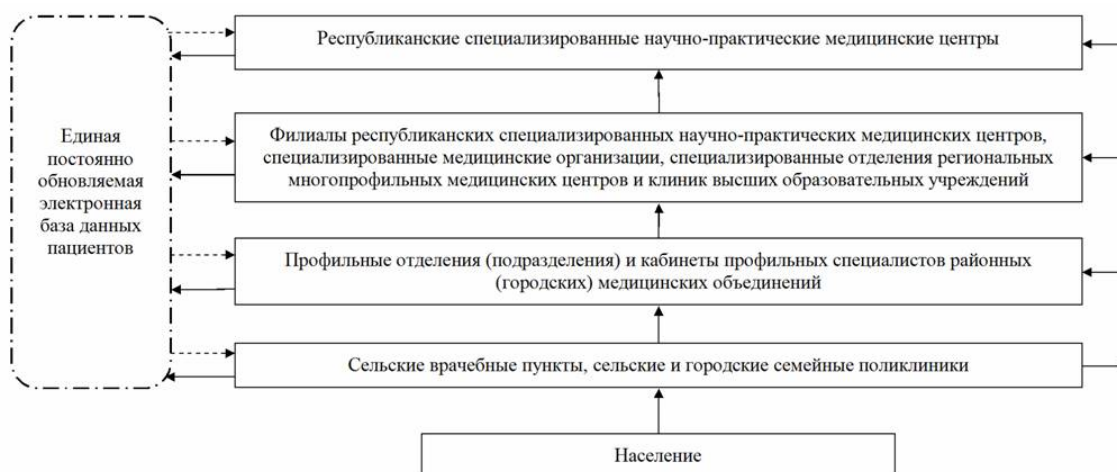 Республиканские специализированные научно-практические медицинские центры
Единая
постоянно
обновляемая
электронная
база данных
пациентов
Филиалы республиканских специализированных научно-практических медицинских центров,
специализированные медицинские организации, специализированные отделения региональных
многопрофильных медицинских центров и клиник высших образовательных учреждений
Профильные отделения (подразделения) и кабинеты профильных специалистов районных
(городских) медицинских объединений
Сельские врачебные пункты, сельские и городские семейные поликлиники
Население